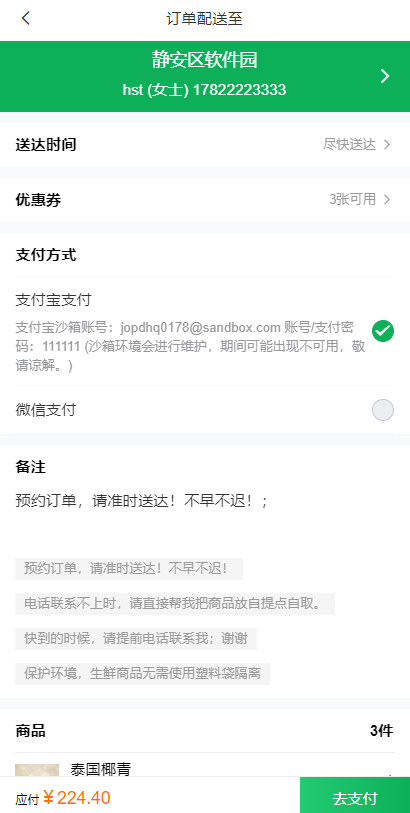 订单配送至
静安区软件园
hst (女士) 17822223333
送达时间
尽快送达
优惠券
3张可用
支付方式
支付宝支付
支付宝沙箱账号：jopdhq0178@sandbox.com 账号/支付密
码：111111 (沙箱环境会进行维护，期间可能出现不可用，敬
请谅解。)
微信支付
备注
预约订单，请准时送达！不早不迟！;
预约订单，请准时送达！不早不迟！
电话联系不上时，请直接帮我把商品放自提点自取。
快到的时候，请提前电话联系我；谢谢
保护环境，生鲜商品无需使用塑料袋隔离
商品
3件
泰国椰青
应付 ¥224.40
去支付